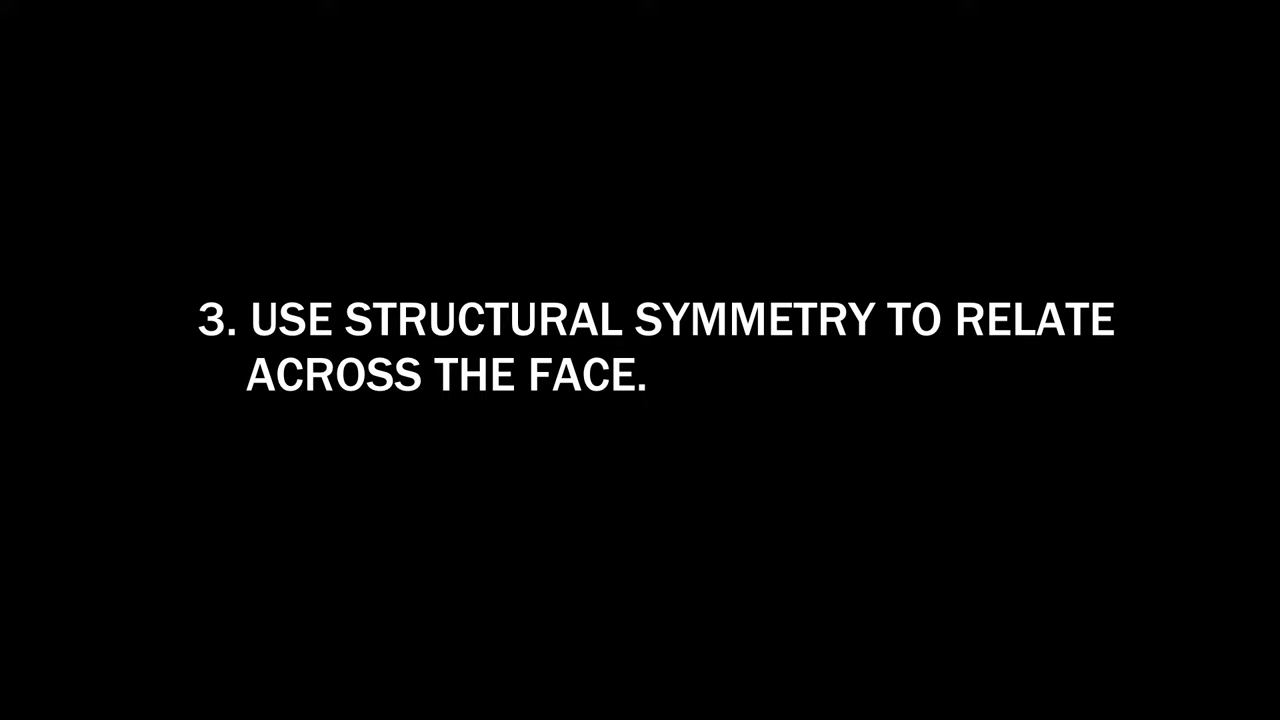 3. USE STRUCTURAL SYMMETRY TO RELATE
ACROSS THE FACE.